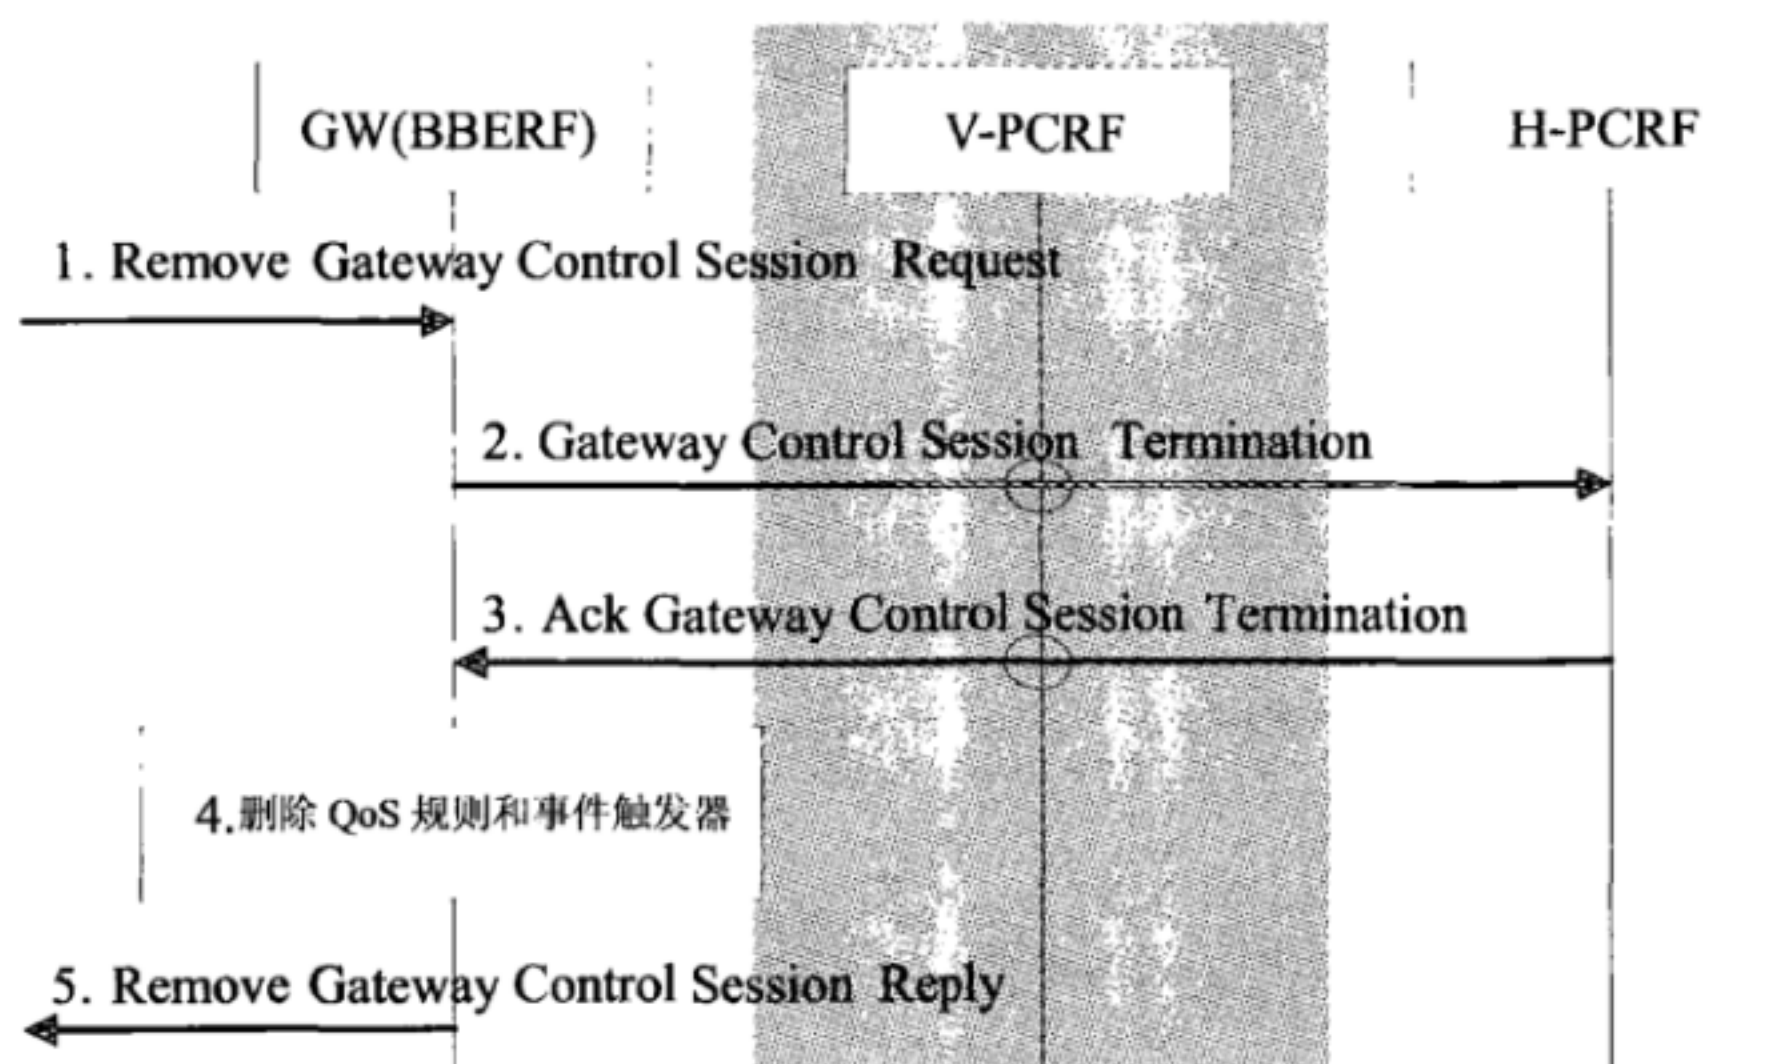 GW(BBERF) V-PCRF H-PCRF
1. Remove Gateway Control Session Request
2. Gateway Control Session Termination
3. Ack Gateway Control Session Termination
4.删除 QoS 规则和事件触发器
5. Remove Gateway Control Session Reply